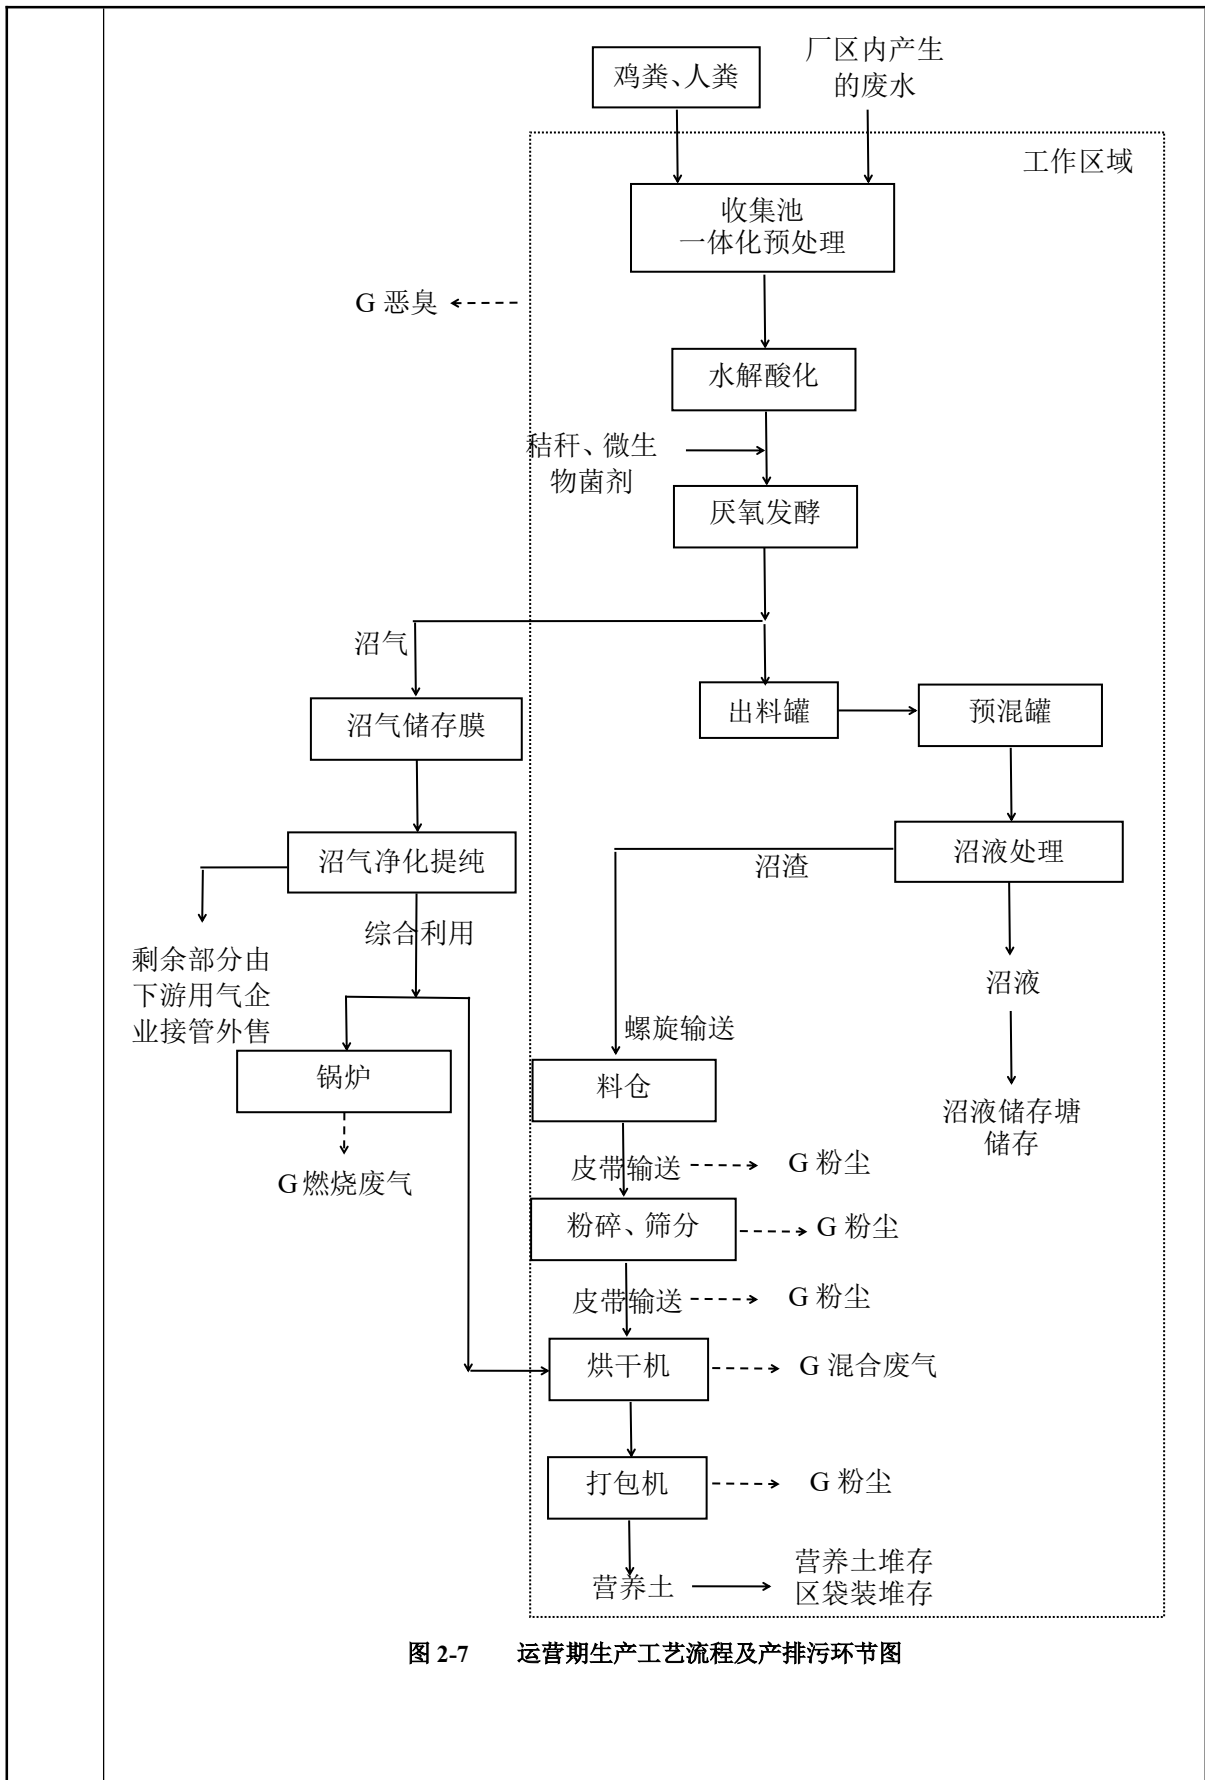 鸡粪、人粪
厂区内产生
的废水
工作区域
收集池
一体化预处理
G 恶臭
水解酸化
秸秆、微生
物菌剂
厌氧发酵
沼气
沼气储存膜
出料罐
预混罐
沼气净化提纯
沼液处理
沼渣
综合利用
剩余部分由
下游用气企
业接管外售
沼液
螺旋输送
锅炉
料仓
沼液储存塘
储存
G 燃烧废气
皮带输送
G 粉尘
粉碎、筛分
G 粉尘
皮带输送
G 粉尘
烘干机
G 混合废气
打包机
G 粉尘
营养土
营养土堆存
区袋装堆存
图 2-7 运营期生产工艺流程及产排污环节图